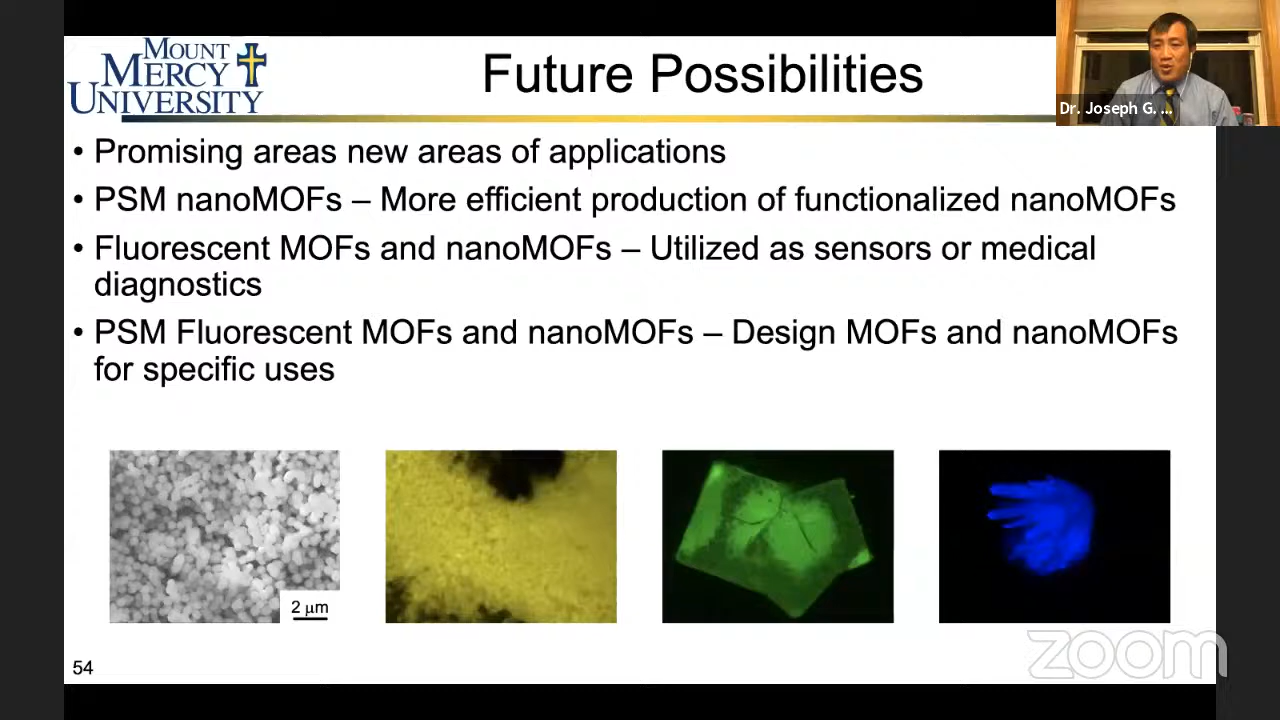 MOUNT
MERCY
UNIVERSITY
Future Possibilities
Dr. Joseph G. ...
• Promising areas new areas of applications
• PSM nanoMOFs – More efficient production of functionalized nanoMOFs
• Fluorescent MOFs and nanoMOFs – Utilized as sensors or medical
diagnostics
• PSM Fluorescent MOFs and nanoMOFs – Design MOFs and nanoMOFs
for specific uses
2 μm
zoom
54